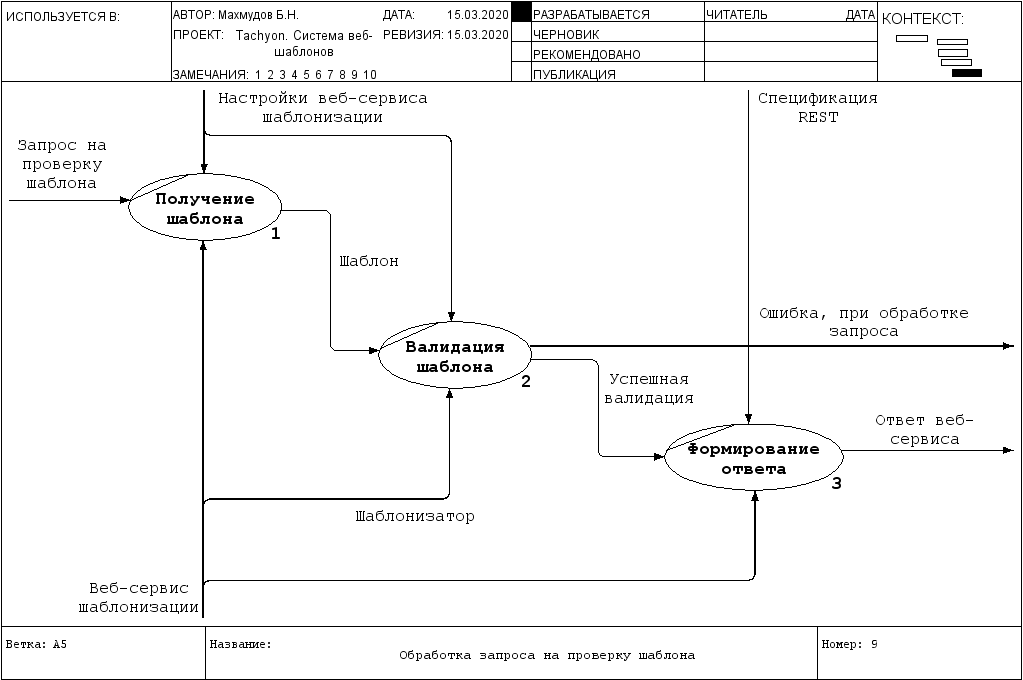 ИСПОЛЬЗУЕТСЯ В:
АВТОР: Махмудов Б.Н.
ДАТА: 15.03.2020
ПРОЕКТ: Tachyon. Система веб-
шаблонов
РЕВИЗИЯ: 15.03.2020
ЗАМЕЧАНИЯ: 1 2 3 4 5 6 7 8 9 10
РАЗРАБАТЫВАЕТСЯ
ЧЕРНОВИК
РЕКОМЕНДОВАНО
ПУБЛИКАЦИЯ
ЧИТАТЕЛЬ ДАТА
КОНТЕКСТ:
Настройки веб-сервиса
шаблонизации
Спецификация
REST
Запрос на
проверку
шаблона
Получение
шаблона
1
Шаблон
Валидация
шаблона
2
Ошибка, при обработке
запроса
Успешная
валидация
Формирование
ответа
3
Ответ веб-
сервиса
Шаблонизатор
Веб-сервис
шаблонизации
Ветка: A5
Название:
Обработка запроса на проверку шаблона
Номер: 9